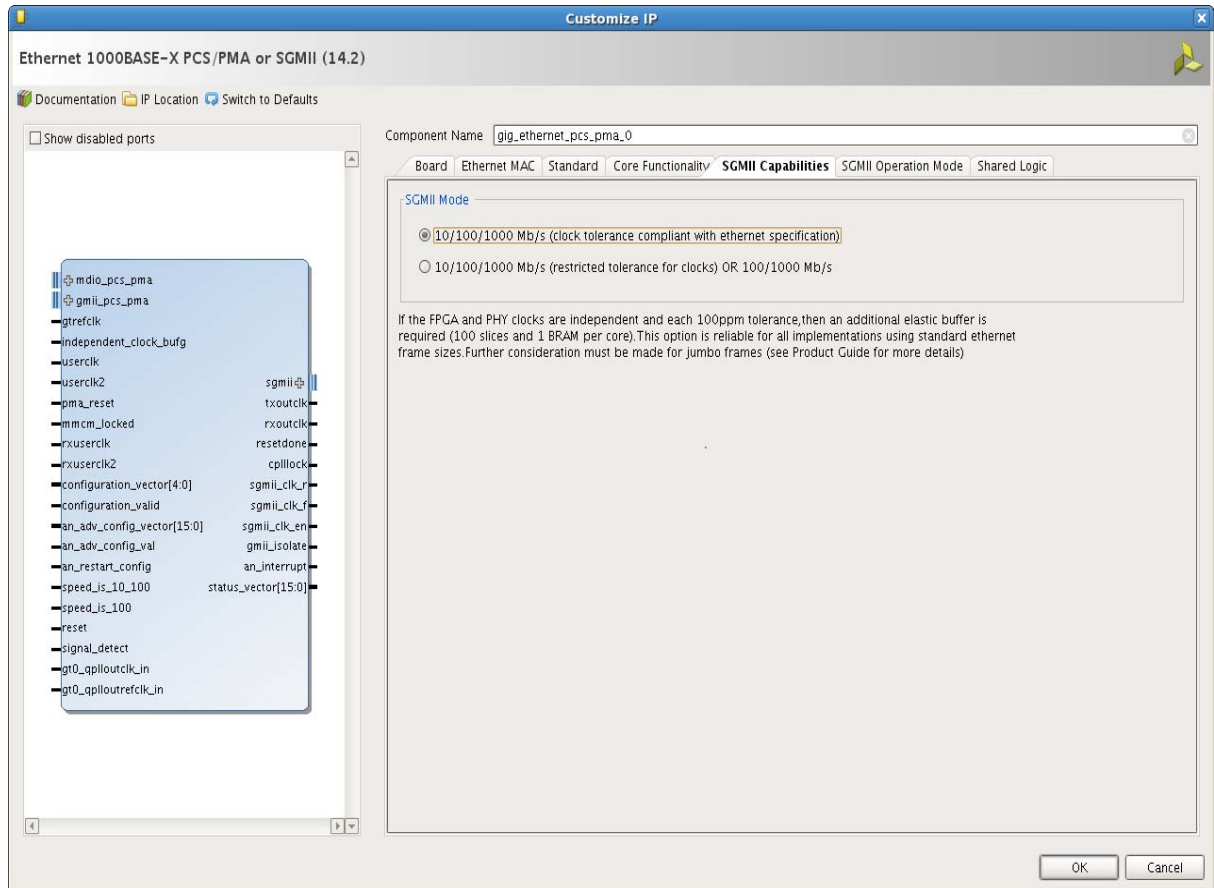 Customize IP
Ethernet 1000BASE-X PCS/PMA or SGMII (14.2)
Documentation IP Location Switch to Defaults
Show disabled ports
Component Name gig_ethernet_pcs_pma_0
Board Ethernet MAC Standard Core Functionality SGMII Capabilities SGMII Operation Mode Shared Logic
SGMII Mode
10/100/1000 Mb/s (clock tolerance compliant with ethernet specification)
10/100/1000 Mb/s (restricted tolerance for clocks) OR 100/1000 Mb/s
If the FPGA and PHY clocks are independent and each 100ppm tolerance,then an additional elastic buffer is
required (100 slices and 1 BRAM per core).This option is reliable for all implementations using standard ethernet
frame sizes.Further consideration must be made for jumbo frames (see Product Guide for more details)
mdio_pcs_pma
gmii_pcs_pma
gtrefclk
independent_clock_bufg
userclk
userclk2
pma_reset
mmcm_locked
rxuserclk
rxuserclk2
configuration_vector[4:0]
configuration_valid
an_adv_config_vector[15:0]
an_adv_config_val
an_restart_config
speed_is_10_100
speed_is_100
reset
signal_detect
gt0_qplloutclk_in
gt0_qplloutrefclk_in
sgmii
txoutclk
rxoutclk
resetdone
cplllock
sgmii_clk_r
sgmii_clk_f
sgmii_clk_en
gmii_isolate
an_interrupt
status_vector[15:0]
OK Cancel